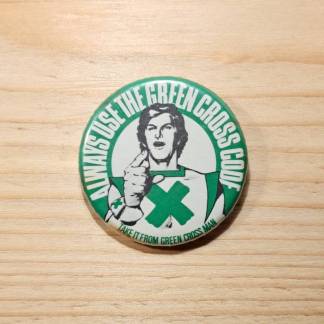 ALWAYS USE THE GREEN CROSS CODE
TAKE IT FROM GREEN CROSS MAN